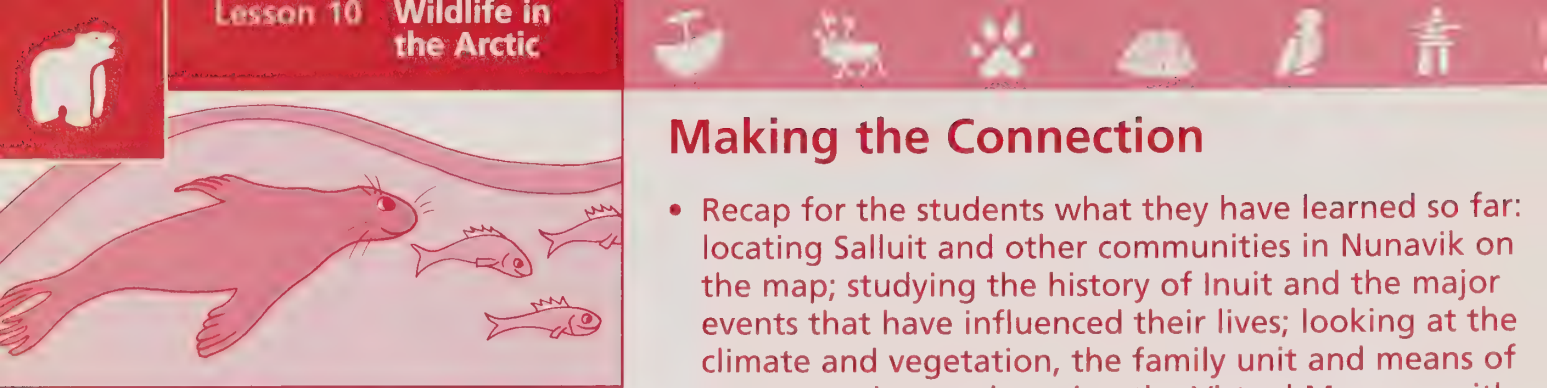 Lesson 10 Wildlife in
the Arctic
Making the Connection
• Recap for the students what they have learned so far:
locating Salluit and other communities in Nunavik on
the map; studying the history of Inuit and the major
events that have influenced their lives; looking at the
climate and vegetation, the family unit and means of